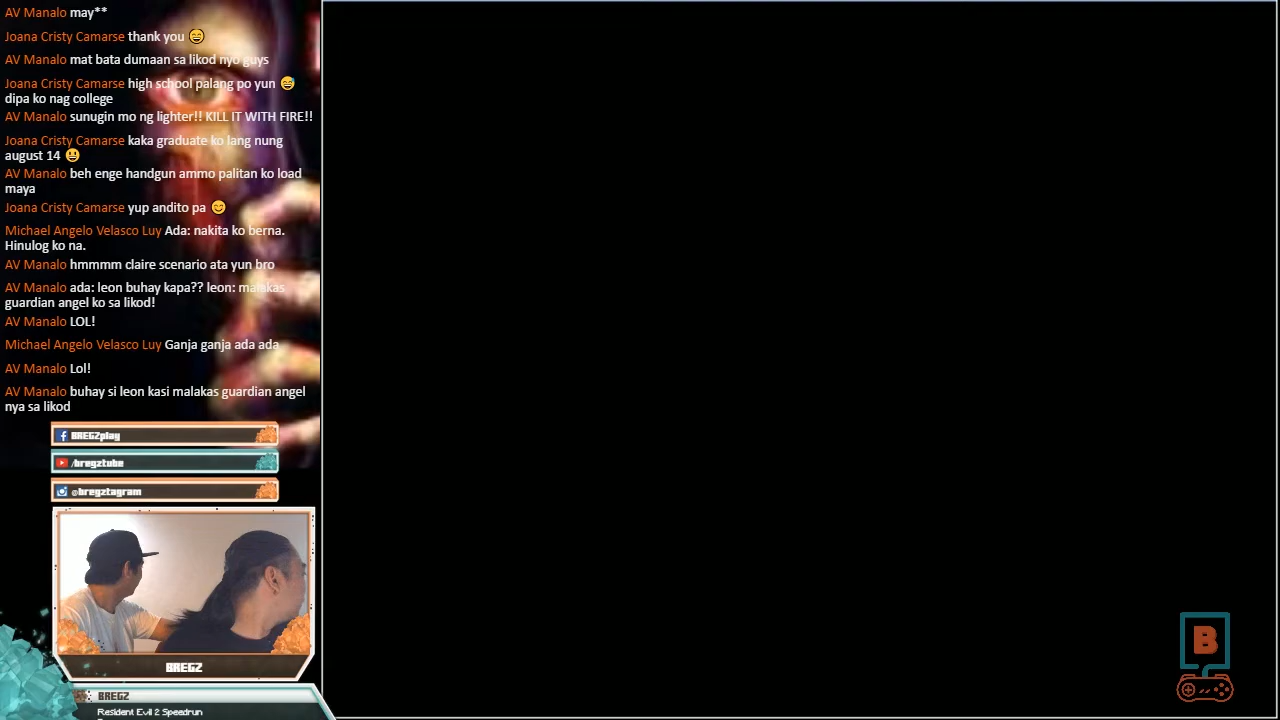 AV Manalo may**
Joana Cristy Camarse thank you 😄
AV Manalo mat bata dumaan sa likod nyo guys
Joana Cristy Camarse high school palang po yun 😅
dipa ko nag college
AV Manalo sunugin mo ng lighter!! KILL IT WITH FIRE!!
Joana Cristy Camarse kaka graduate ko lang nung
august 14 😃
AV Manalo beh enge handgun ammo palitan ko load
maya
Joana Cristy Camarse yup andito pa 😊
Michael Angelo Velasco Luy Ada: nakita ko berna.
Hinulog ko na.
AV Manalo hmmmm claire scenario ata yun bro
AV Manalo ada: leon buhay kapa?? leon: malakas
guardian angel ko sa likod!
AV Manalo LOL!
Michael Angelo Velasco Luy Ganja ganja ada ada
AV Manalo Lol!
AV Manalo buhay si leon kasi malakas guardian angel
nya sa likod
BREGZplay
/bregztube
@bregztagram
BREGZ
BREGZ
Resident Evil 2 Speedrun
B